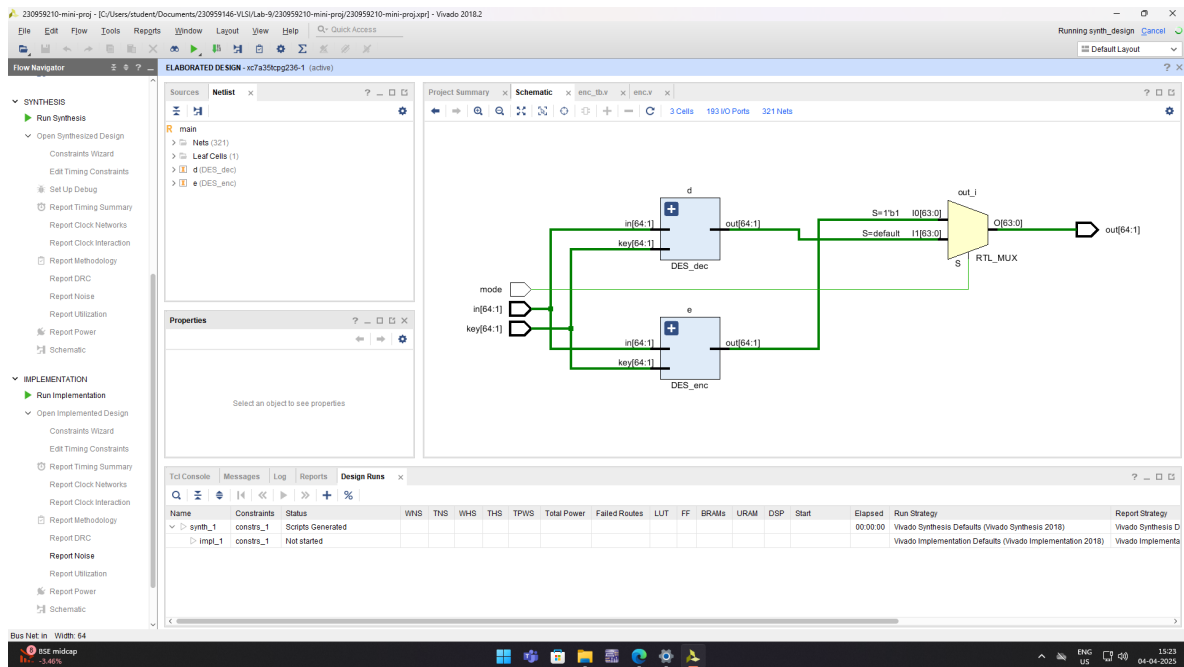 230959210-mini-proj - [C:/Users/student/Documents/230959146-VLSI/Lab-9/230959210-mini-proj/230959210-mini-proj.xpr] - Vivado 2018.2
File Edit Flow Tools Reports Window Layout View Help Q- Quick Access
Running synth_design Cancel
Default Layout
Flow Navigator
ELABORATED DESIGN - xc7a35tcpg236-1 (active)
SYNTHESIS
Run Synthesis
Open Synthesized Design
Constraints Wizard
Edit Timing Constraints
Set Up Debug
Report Timing Summary
Report Clock Networks
Report Clock Interaction
Report Methodology
Report DRC
Report Noise
Report Utilization
Report Power
Schematic
IMPLEMENTATION
Run Implementation
Open Implemented Design
Constraints Wizard
Edit Timing Constraints
Report Timing Summary
Report Clock Networks
Report Clock Interaction
Report Methodology
Report DRC
Report Noise
Report Utilization
Report Power
Schematic
Sources Netlist
main
Nets (321)
Leaf Cells (1)
d (DES_dec)
e (DES_enc)
Properties
Select an object to see properties
Project Summary Schematic enc_tb.v enc.v
3 Cells 193 I/O Ports 321 Nets
d
in[64:1] out[64:1]
key[64:1]
DES_dec
mode
in[64:1]
key[64:1]
e
in[64:1] out[64:1]
key[64:1]
DES_enc
out_i
S=1'b1 I0[63:0]
S=default I1[63:0]
O[63:0]
S
RTL_MUX
out[64:1]
Tcl Console Messages Log Reports Design Runs
Name Constraints Status WNS TNS WHS THS TPWS Total Power Failed Routes LUT FF BRAMs URAM DSP Start Elapsed Run Strategy Report Strategy
synth_1 constrs_1 Scripts Generated 00:00:00 Vivado Synthesis Defaults (Vivado Synthesis 2018) Vivado Synthesis D
impl_1 constrs_1 Not started Vivado Implementation Defaults (Vivado Implementation 2018) Vivado Implementa
Bus Net: in Width: 64
6
BSE midcap
-3.46%
ENG
US
15:23
04-04-2025